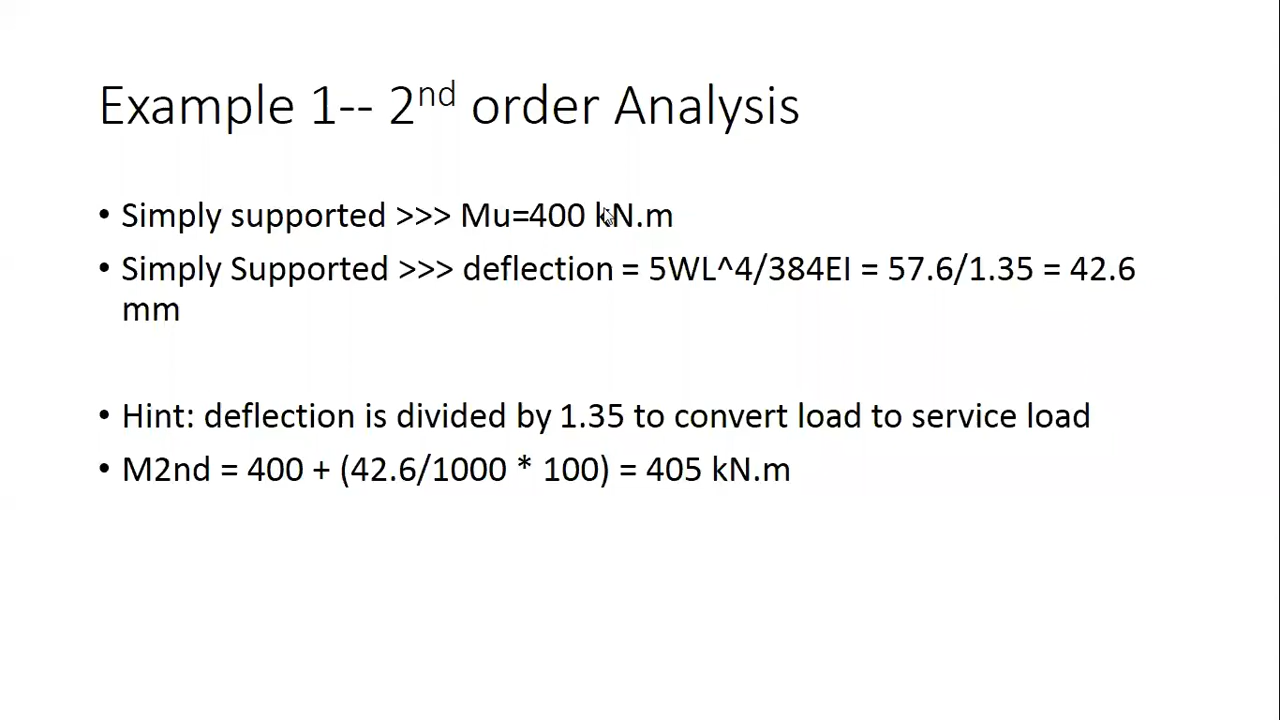 Example 1-- 2nd order Analysis
• Simply supported >>> Mu=400 kN.m
• Simply Supported >>> deflection = 5WL^4/384EI = 57.6/1.35 = 42.6
mm
• Hint: deflection is divided by 1.35 to convert load to service load
• M2nd = 400 + (42.6/1000 * 100) = 405 kN.m